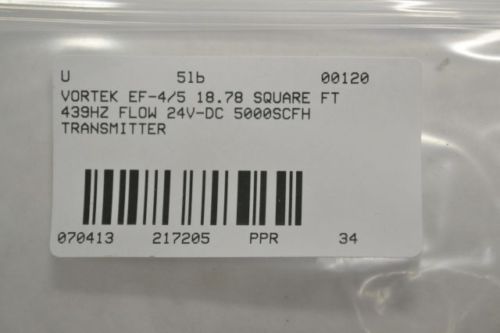 U 5lb 00120
VORTEK EF-4/5 18.78 SQUARE FT
439HZ FLOW 24V-DC 5000SCFH
TRANSMITTER
070413 217205 PPR 34